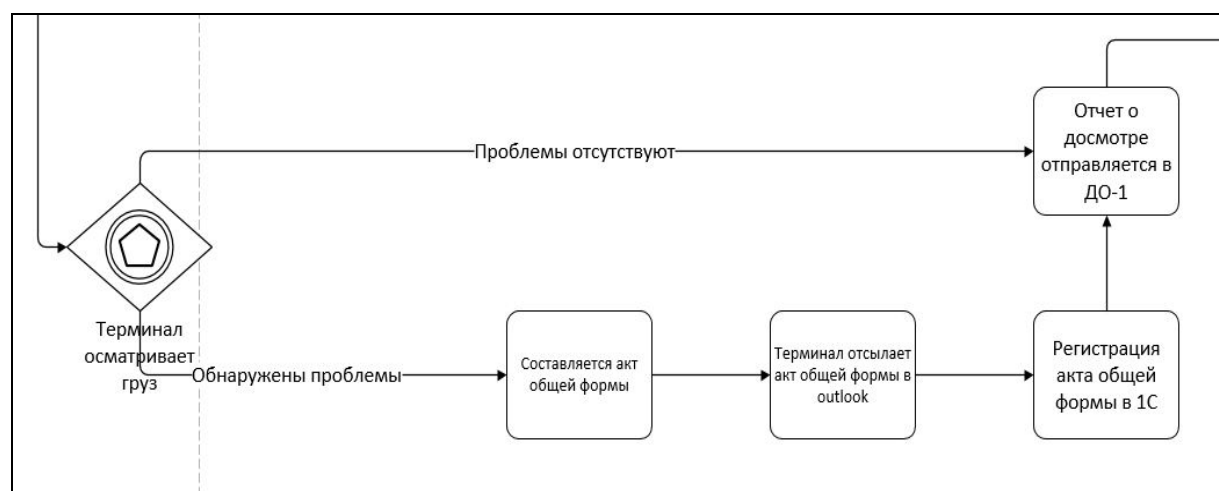 Отчет о
досмотре
отправляется в
ДО-1
Проблемы отсутствуют
Терминал
осматривает
груз
Обнаружены проблемы
Составляется акт
общей формы
Терминал отсылает
акт общей формы в
outlook
Регистрация
акта общей
формы в 1С